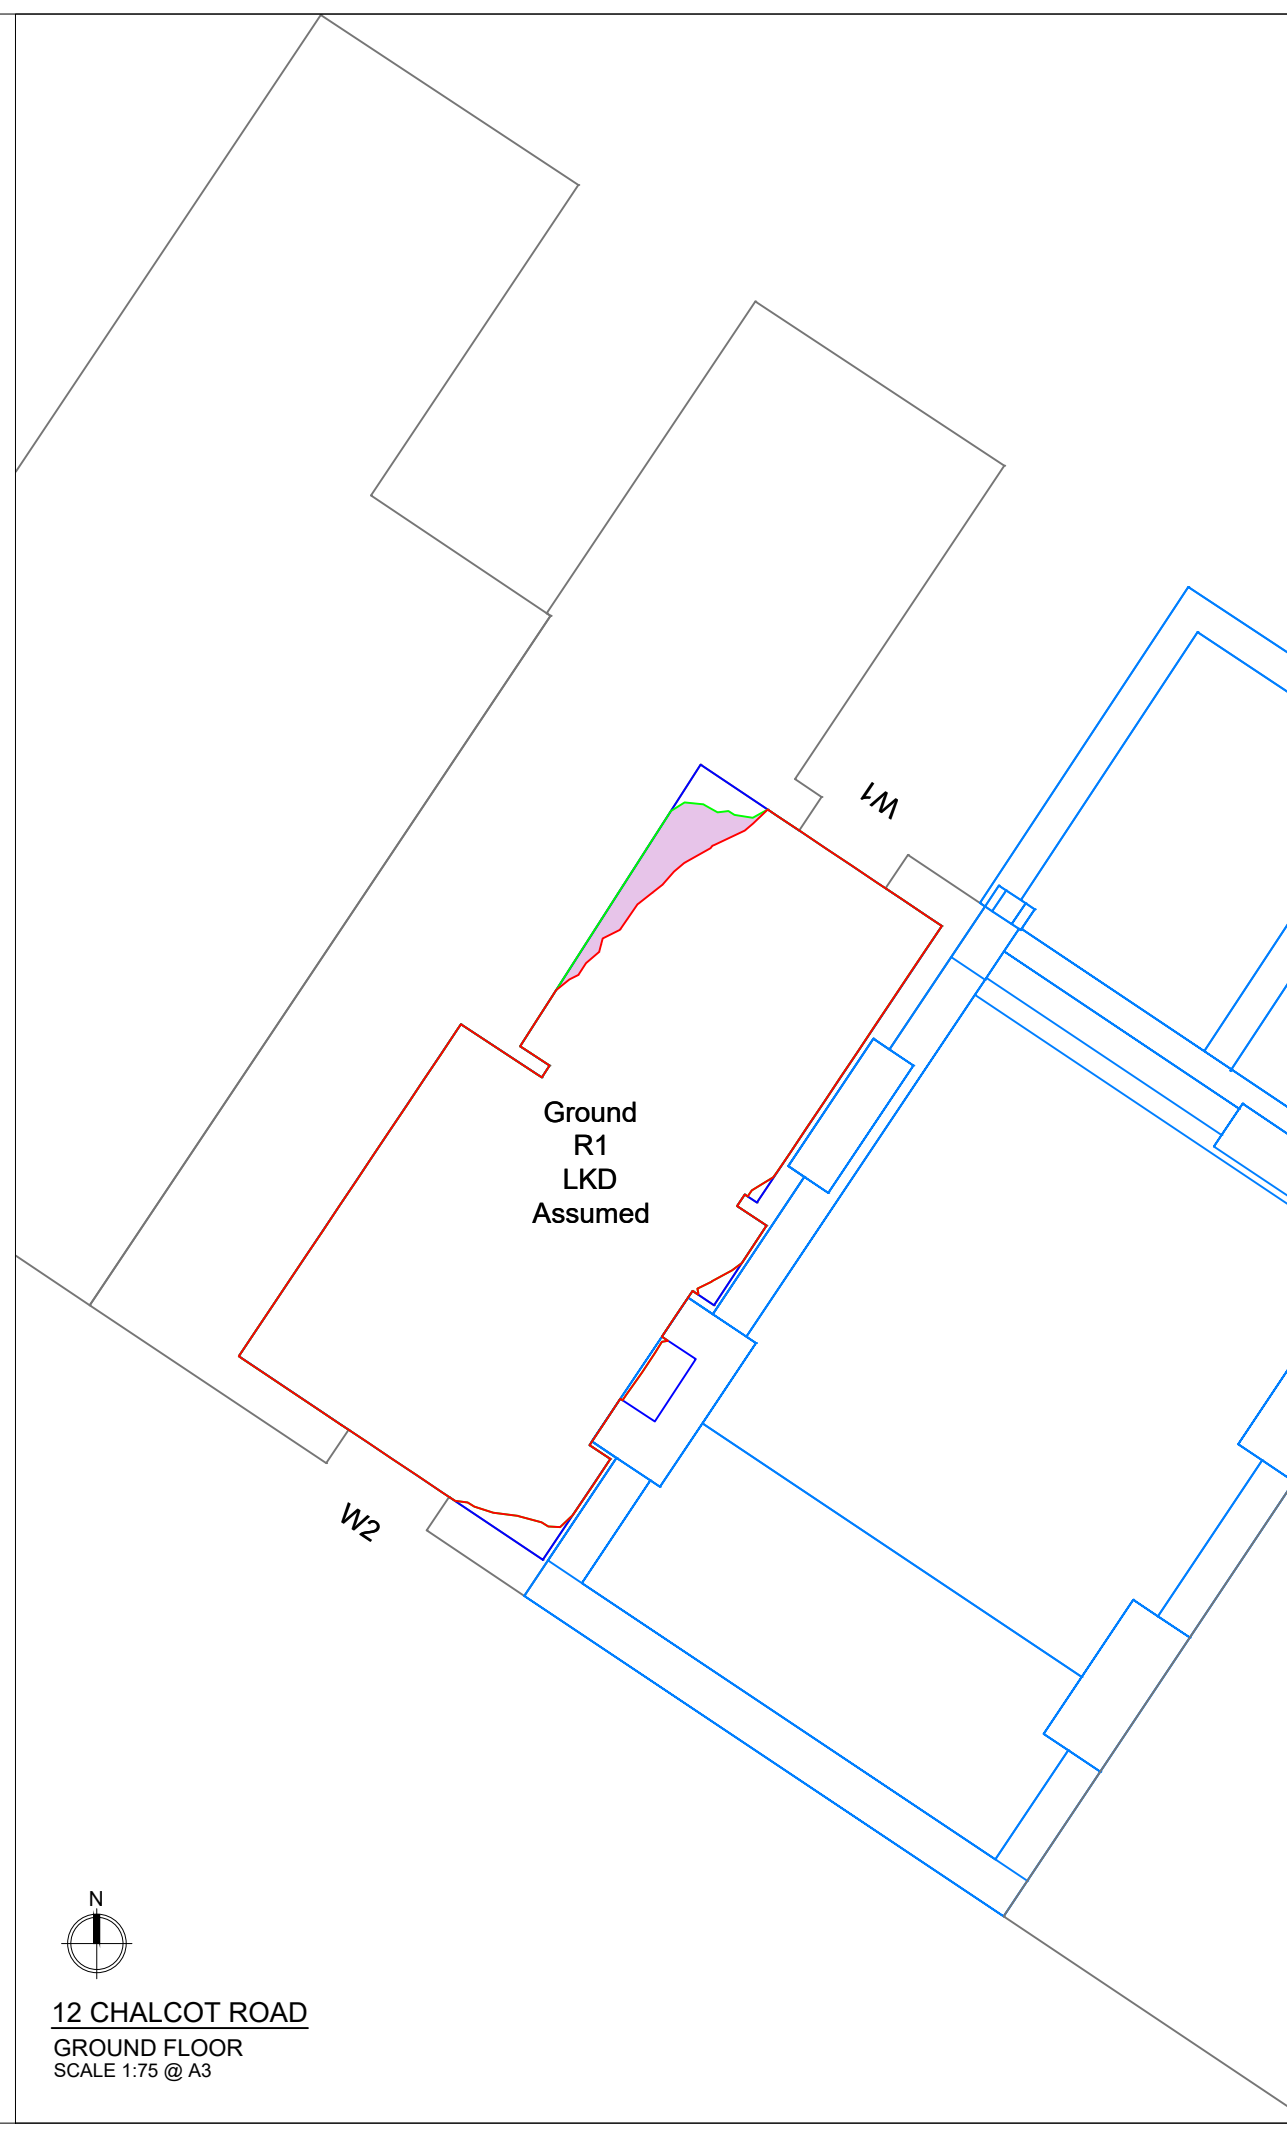 W1
Ground
R1
LKD
Assumed
W2
N
12 CHALCOT ROAD
GROUND FLOOR
SCALE 1:75 @ A3